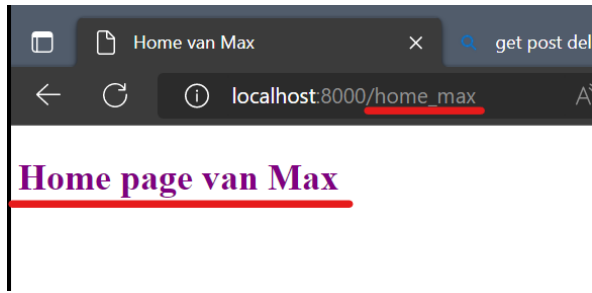 Home van Max
get post del
localhost:8000/home_max
Home page van Max